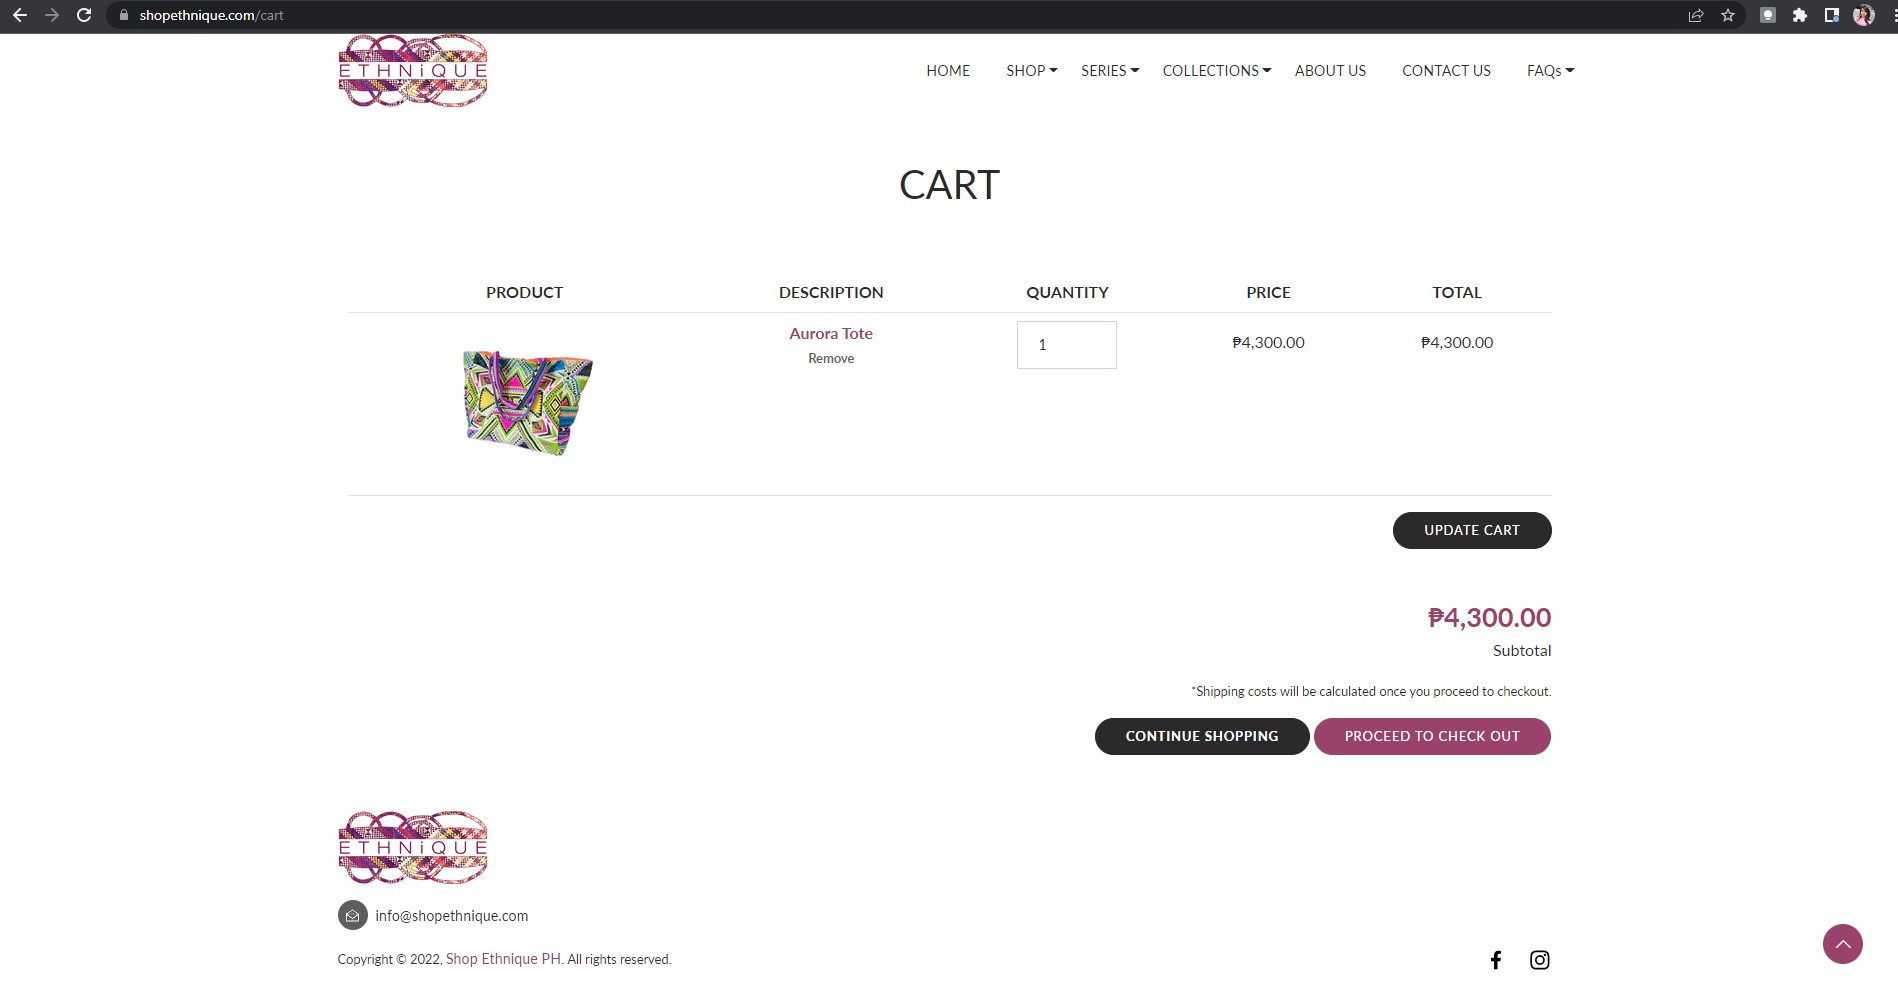 shopethnique.com/cart
ETHNiQUE
HOME SHOP SERIES COLLECTIONS ABOUT US CONTACT US FAQs
CART
PRODUCT DESCRIPTION QUANTITY PRICE TOTAL
Aurora Tote
Remove
1
₱4,300.00
₱4,300.00
UPDATE CART
₱4,300.00
Subtotal
*Shipping costs will be calculated once you proceed to checkout.
CONTINUE SHOPPING PROCEED TO CHECK OUT
ETHNiQUE
info@shopethnique.com
Copyright © 2022, Shop Ethnique PH. All rights reserved.